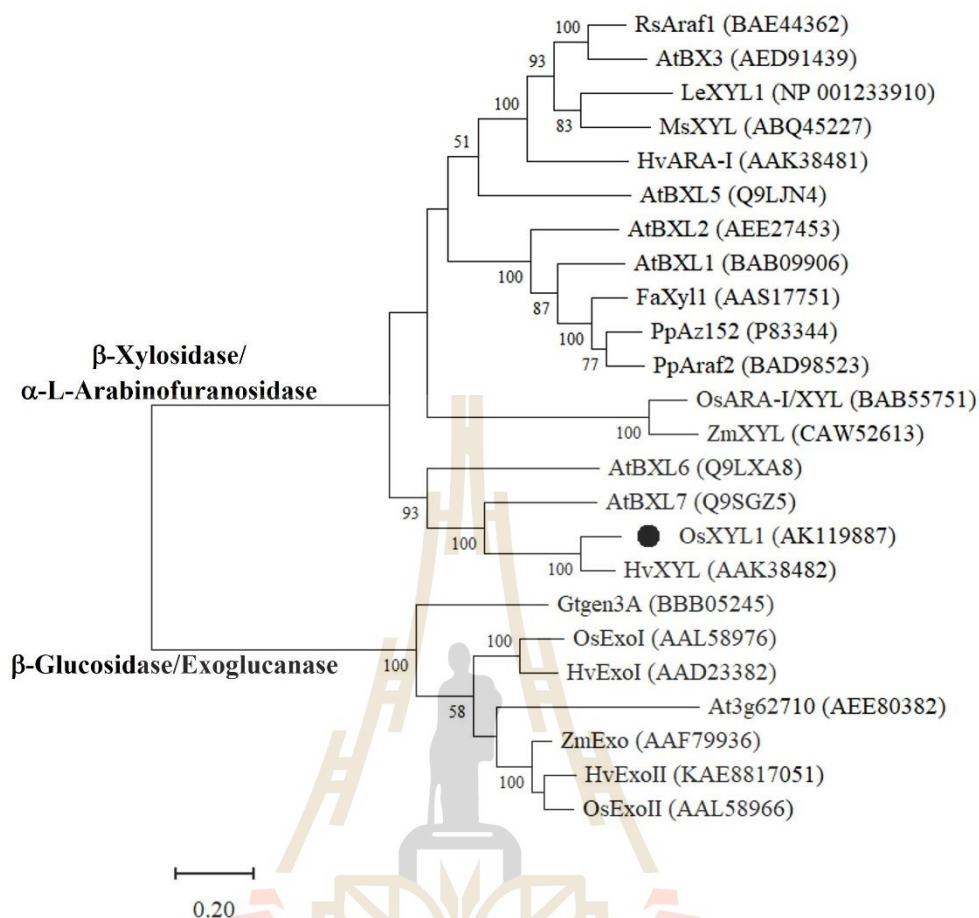 100
RsAraf1 (BAE44362)
93
AtBX3 (AED91439)
100
LeXYL1 (NP 001233910)
83
MsXYL (ABQ45227)
51
HvARA-I (AAK38481)
AtBXL5 (Q9LJN4)
AtBXL2 (AEE27453)
100
AtBXL1 (BAB09906)
87
FaXyl1 (AAS17751)
100
PpAz152 (P83344)
77
PpAraf2 (BAD98523)
β-Xylosidase/
α-L-Arabinofuranosidase
OsARA-I/XYL (BAB55751)
100
ZmXYL (CAW52613)
AtBXL6 (Q9LXA8)
93
AtBXL7 (Q9SGZ5)
100
OsXYL1 (AK119887)
100
HvXYL (AAK38482)
Gtgen3A (BBB05245)
β-Glucosidase/Exoglucanase
100
100
OsExoI (AAL58976)
HvExoI (AAD23382)
58
At3g62710 (AEE80382)
ZmExo (AAF79936)
100
HvExoII (KAE8817051)
OsExoII (AAL58966)
0.20